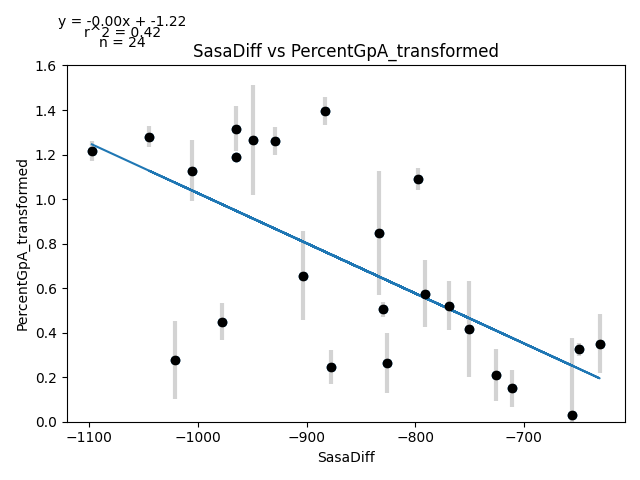 y = -0.00x + -1.22
r^2 = 0.42
n = 24
SasaDiff vs PercentGpA_transformed
1.6
1.4
1.2
1.0
0.8
0.6
0.4
0.2
0.0
PercentGpA_transformed
−1100 −1000 −900 −800 −700
SasaDiff